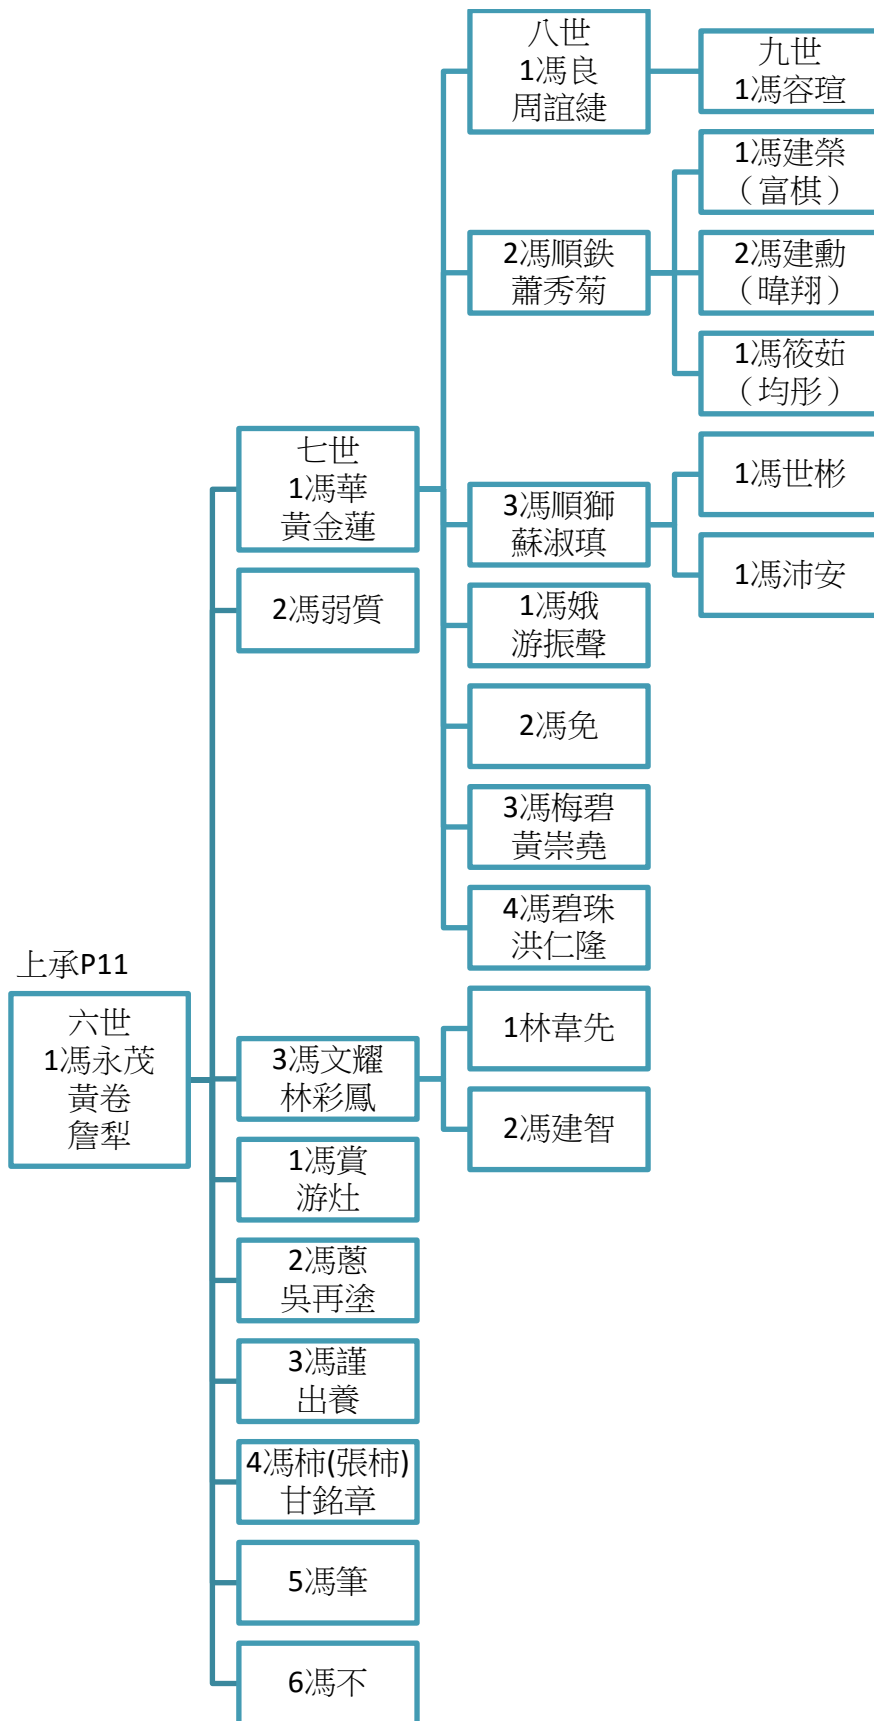 上承P11
六世
1馮永茂
黃卷
詹犁
七世
1馮華
黃金蓮
2馮弱質
3馮文耀
林彩鳳
1馮賞
游灶
2馮蔥
吳再塗
3馮謹
出養
4馮柿(張柿)
甘銘章
5馮筆
6馮不
八世
1馮良
周誼緁
2馮順鉄
蕭秀菊
3馮順獅
蘇淑瑱
1馮娥
游振聲
2馮免
3馮梅碧
黃崇堯
4馮碧珠
洪仁隆
1林韋先
2馮建智
九世
1馮容瑄
1馮建榮
（富棋）
2馮建勳
（暐翔）
1馮筱茹
（均彤）
1馮世彬
1馮沛安